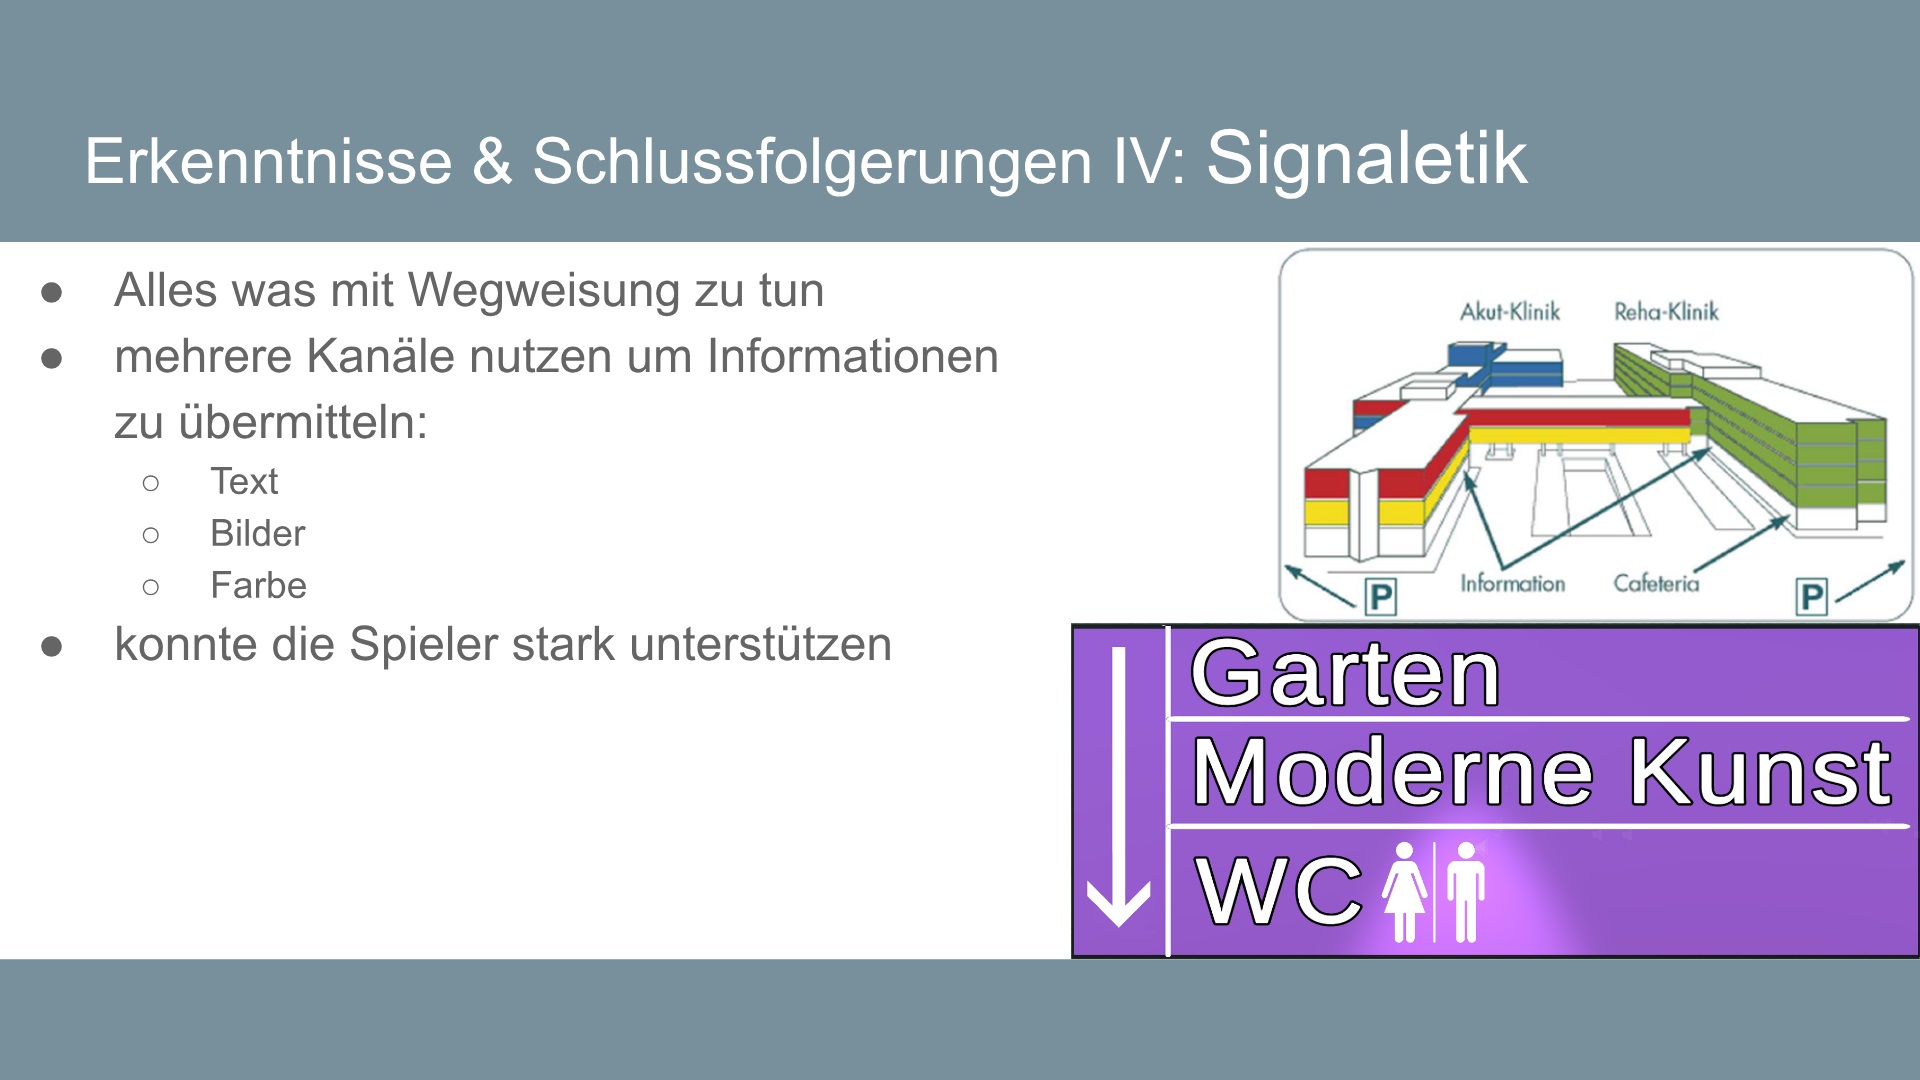 Erkenntnisse & Schlussfolgerungen IV: Signaletik
● Alles was mit Wegweisung zu tun
● mehrere Kanäle nutzen um Informationen
zu übermitteln:
○ Text
○ Bilder
○ Farbe
● konnte die Spieler stark unterstützen
Akut-Klinik Reha-Klinik
Information Cafeteria
P P
Garten
Moderne Kunst
WC